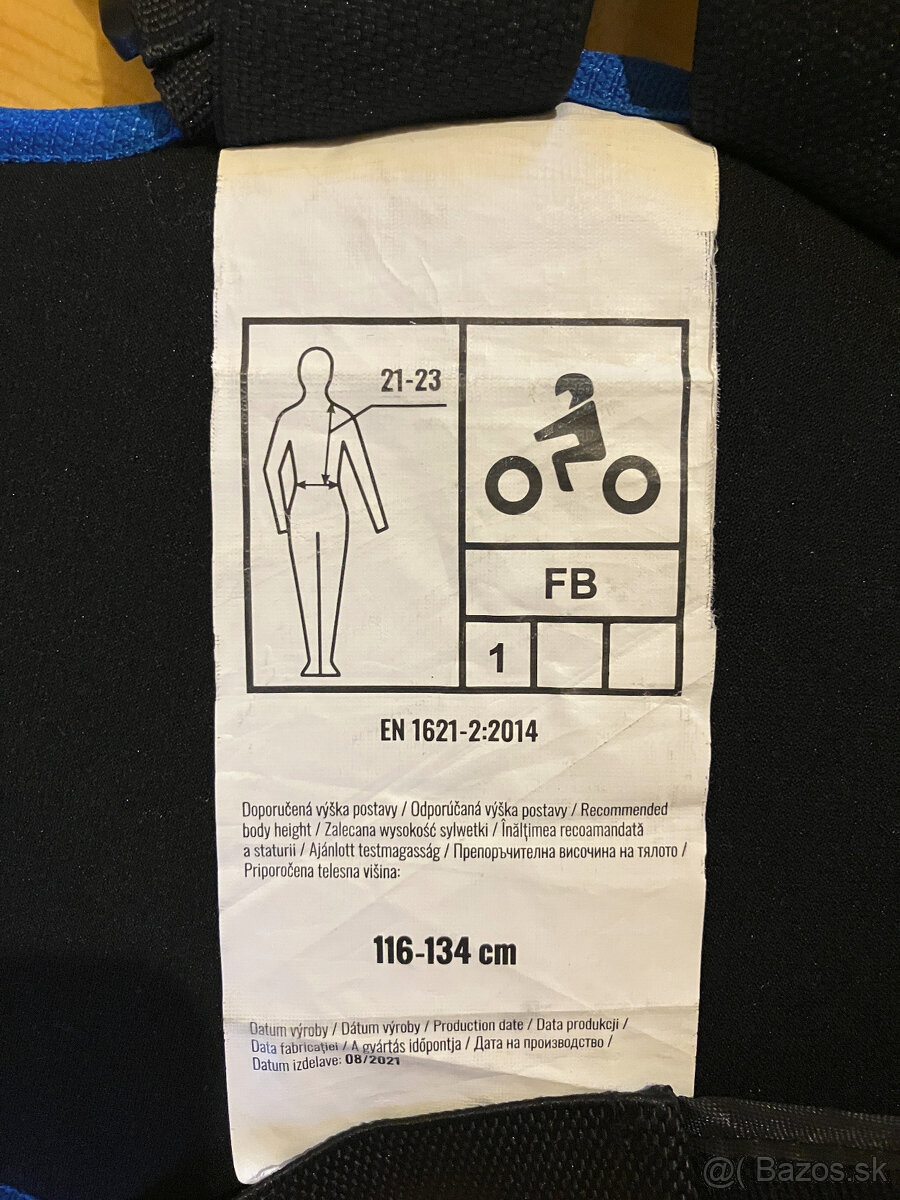 21-23
FB
1
EN 1621-2:2014
Doporučená výška postavy / Odporúčaná výška postavy / Recommended
body height / Zalecana wysokość sylwetki / Înălţimea recoamandată
a staturii / Ajánlott testmagasság / Препоръчителна височина на тялото /
Priporočena telesna višina:
116-134 cm
Datum výroby / Dátum výroby / Production date / Data produkcji /
Data fabricaţiei / A gyártás időpontja / Дата на производство /
Datum izdelave: 08/2021
@( Bazos.sk